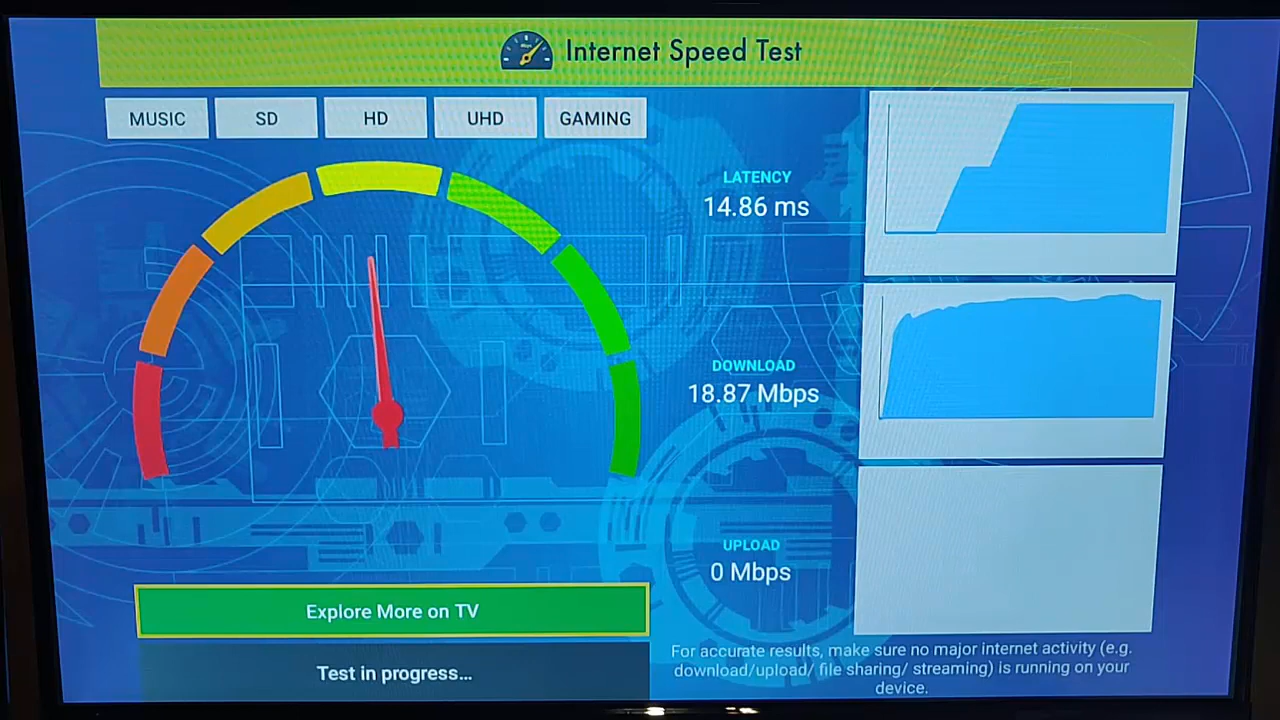 Internet Speed Test
MUSIC
SD
HD
UHD
GAMING
LATENCY
14.86 ms
DOWNLOAD
18.87 Mbps
UPLOAD
0 Mbps
Explore More on TV
Test in progress...
For accurate results, make sure no major internet activity (e.g.
download/upload/ file sharing/ streaming) is running on your
device.